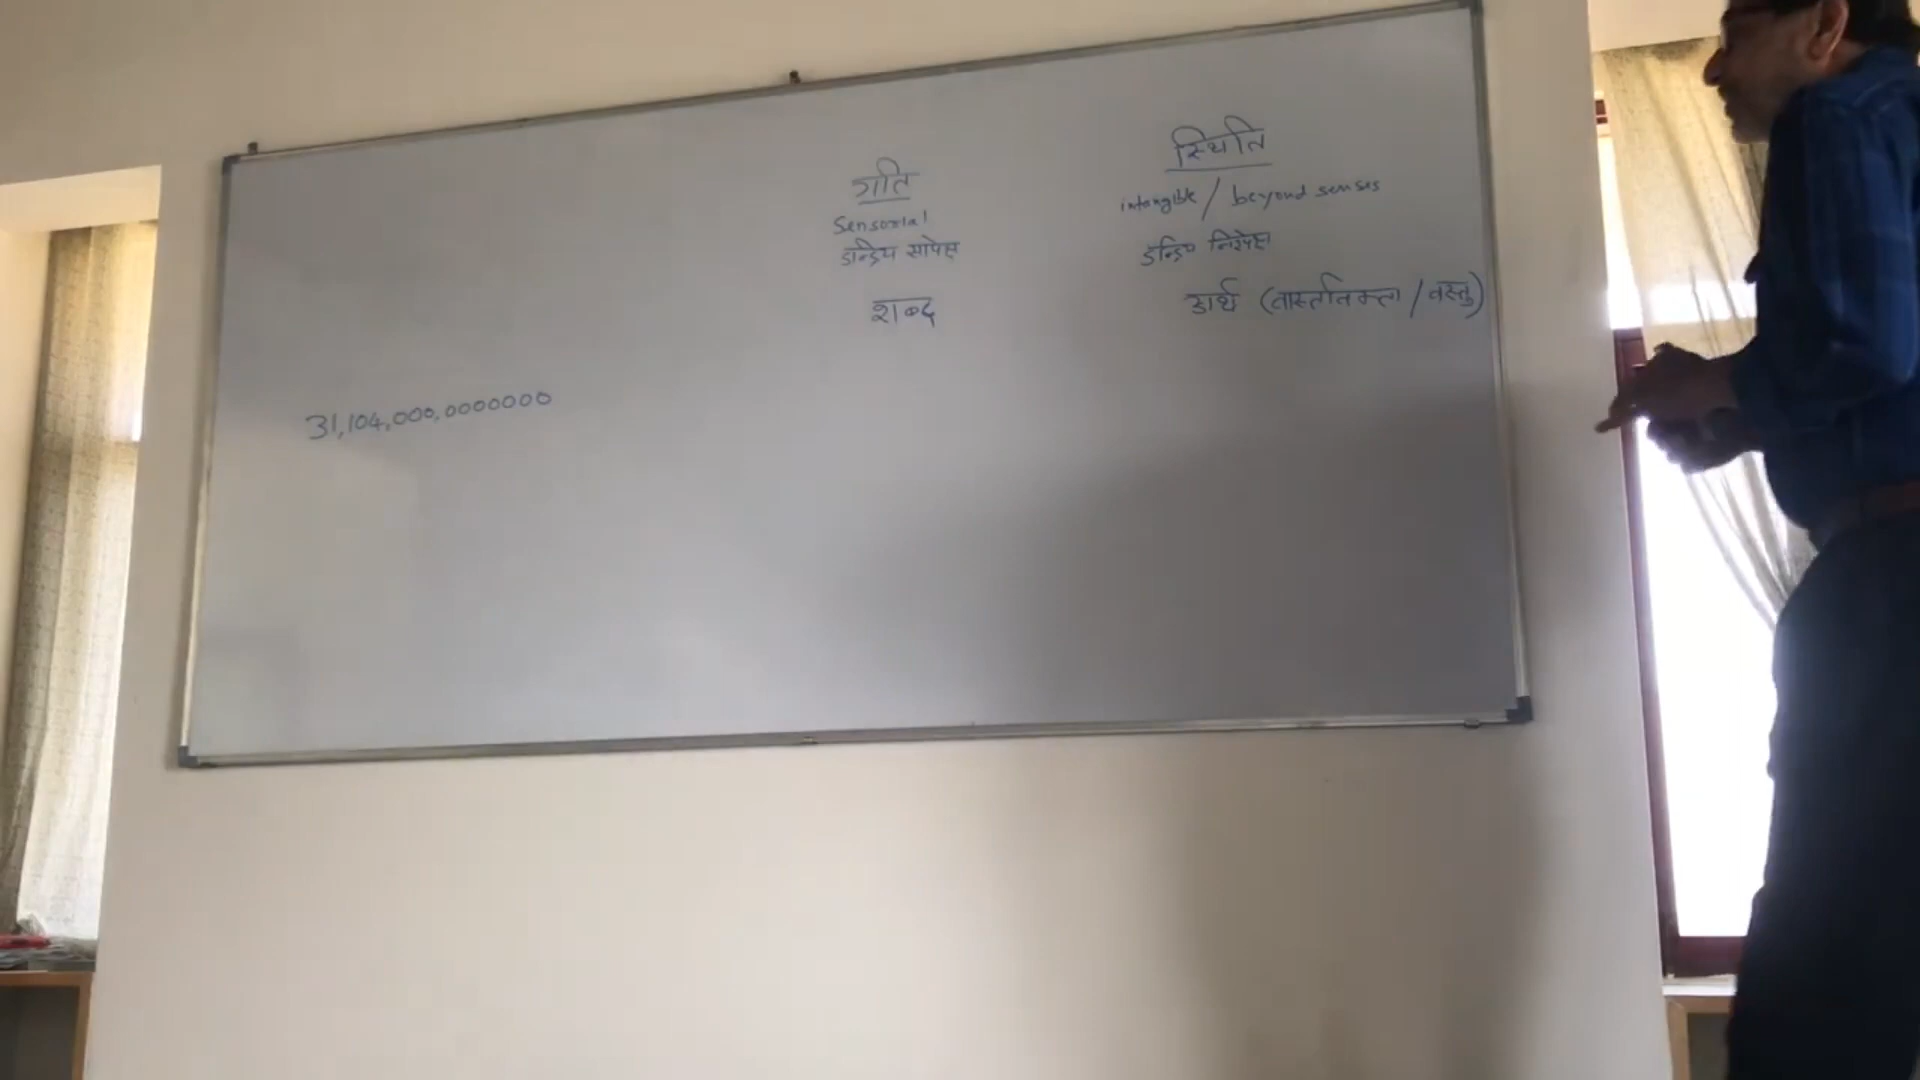 गति
Sensorial
इन्द्रिय सापेक्ष
शब्द
स्थिति
intangible / beyond senses
इन्द्रिय निरपेक्ष
अर्थ (वास्तविकता / वस्तु)
31,104,000,0000000